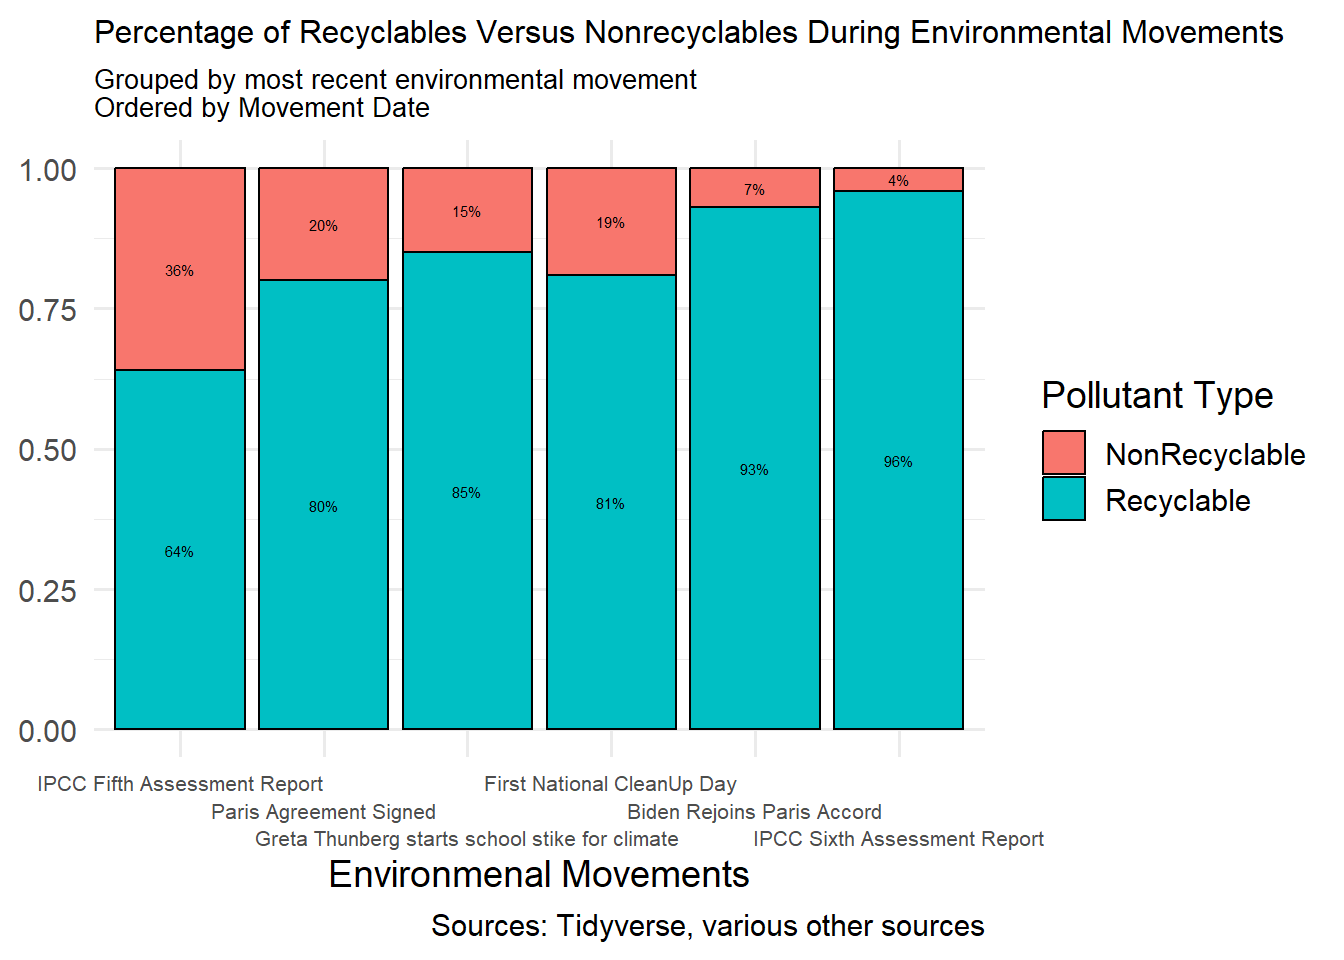 Percentage of Recyclables Versus Nonrecyclables During Environmental Movements
Grouped by most recent environmental movement
Ordered by Movement Date
1.00
0.75
0.50
0.25
0.00
36%
20%
15%
19%
7%
4%
64%
80%
85%
81%
93%
96%
IPCC Fifth Assessment Report
Paris Agreement Signed
Greta Thunberg starts school stike for climate
First National CleanUp Day
Biden Rejoins Paris Accord
IPCC Sixth Assessment Report
Environmenal Movements
Pollutant Type
NonRecyclable
Recyclable
Sources: Tidyverse, various other sources